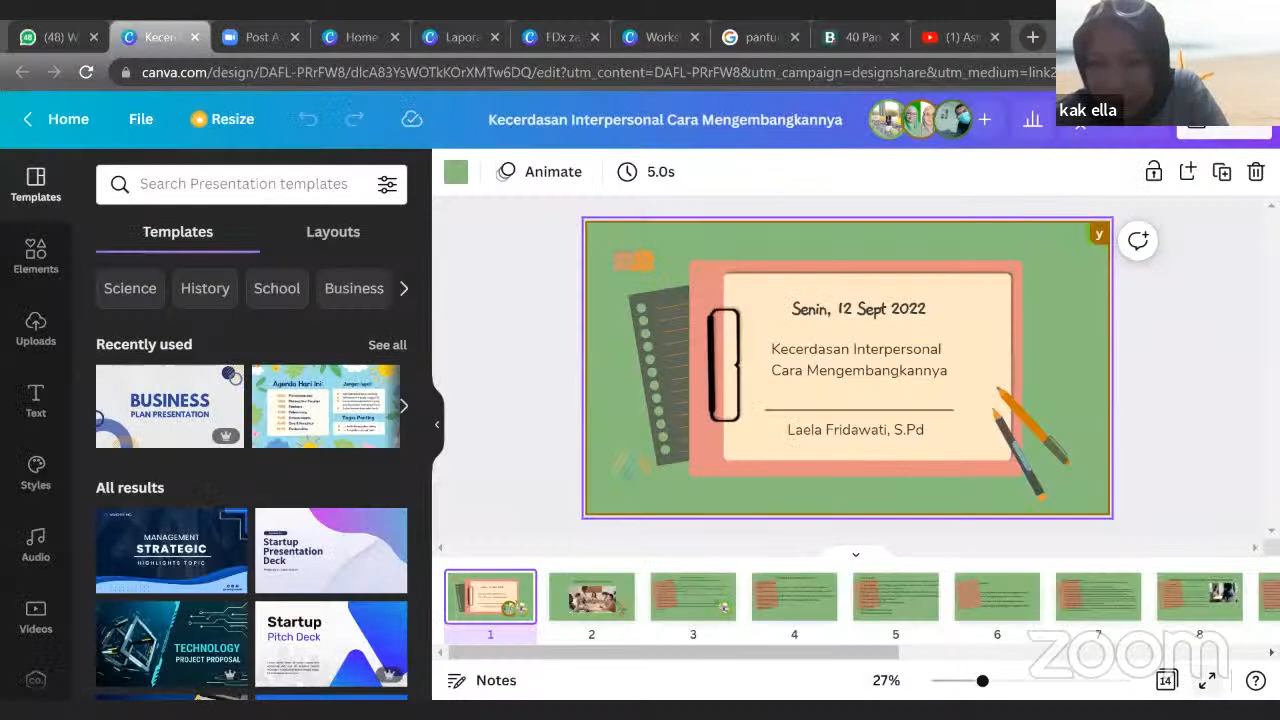 (48) W
Kecer
Post A
Home
Lapora
FDx za
Works
pantu
40 Pan
(1) As
canva.com/design/DAFL-PRrFW8/dlcA83YsWOTkKOrXMTw6DQ/edit?utm_content=DAFL-PRrFW8&utm_campaign=designshare&utm_medium=link2
kak ella
Home
File
Resize
Kecerdasan Interpersonal Cara Mengembangkannya
Templates
Elements
Uploads
Text
Styles
Audio
Videos
Search Presentation templates
Templates
Layouts
Science
History
School
Business
Recently used
See all
BUSINESS
PLAN PRESENTATION
Agenda Hari Ini:
All results
MANAGEMENT
STRATEGIC
HIGHLIGHTS TOPIC
Startup
Presentation
Deck
TECHNOLOGY
PROJECT PROPOSAL
Startup
Pitch Deck
Animate
5.0s
y
Senin, 12 Sept 2022
Kecerdasan Interpersonal
Cara Mengembangkannya
Laela Fridawati, S.Pd
1
2
3
4
5
6
7
8
Notes
27%
14
zoom